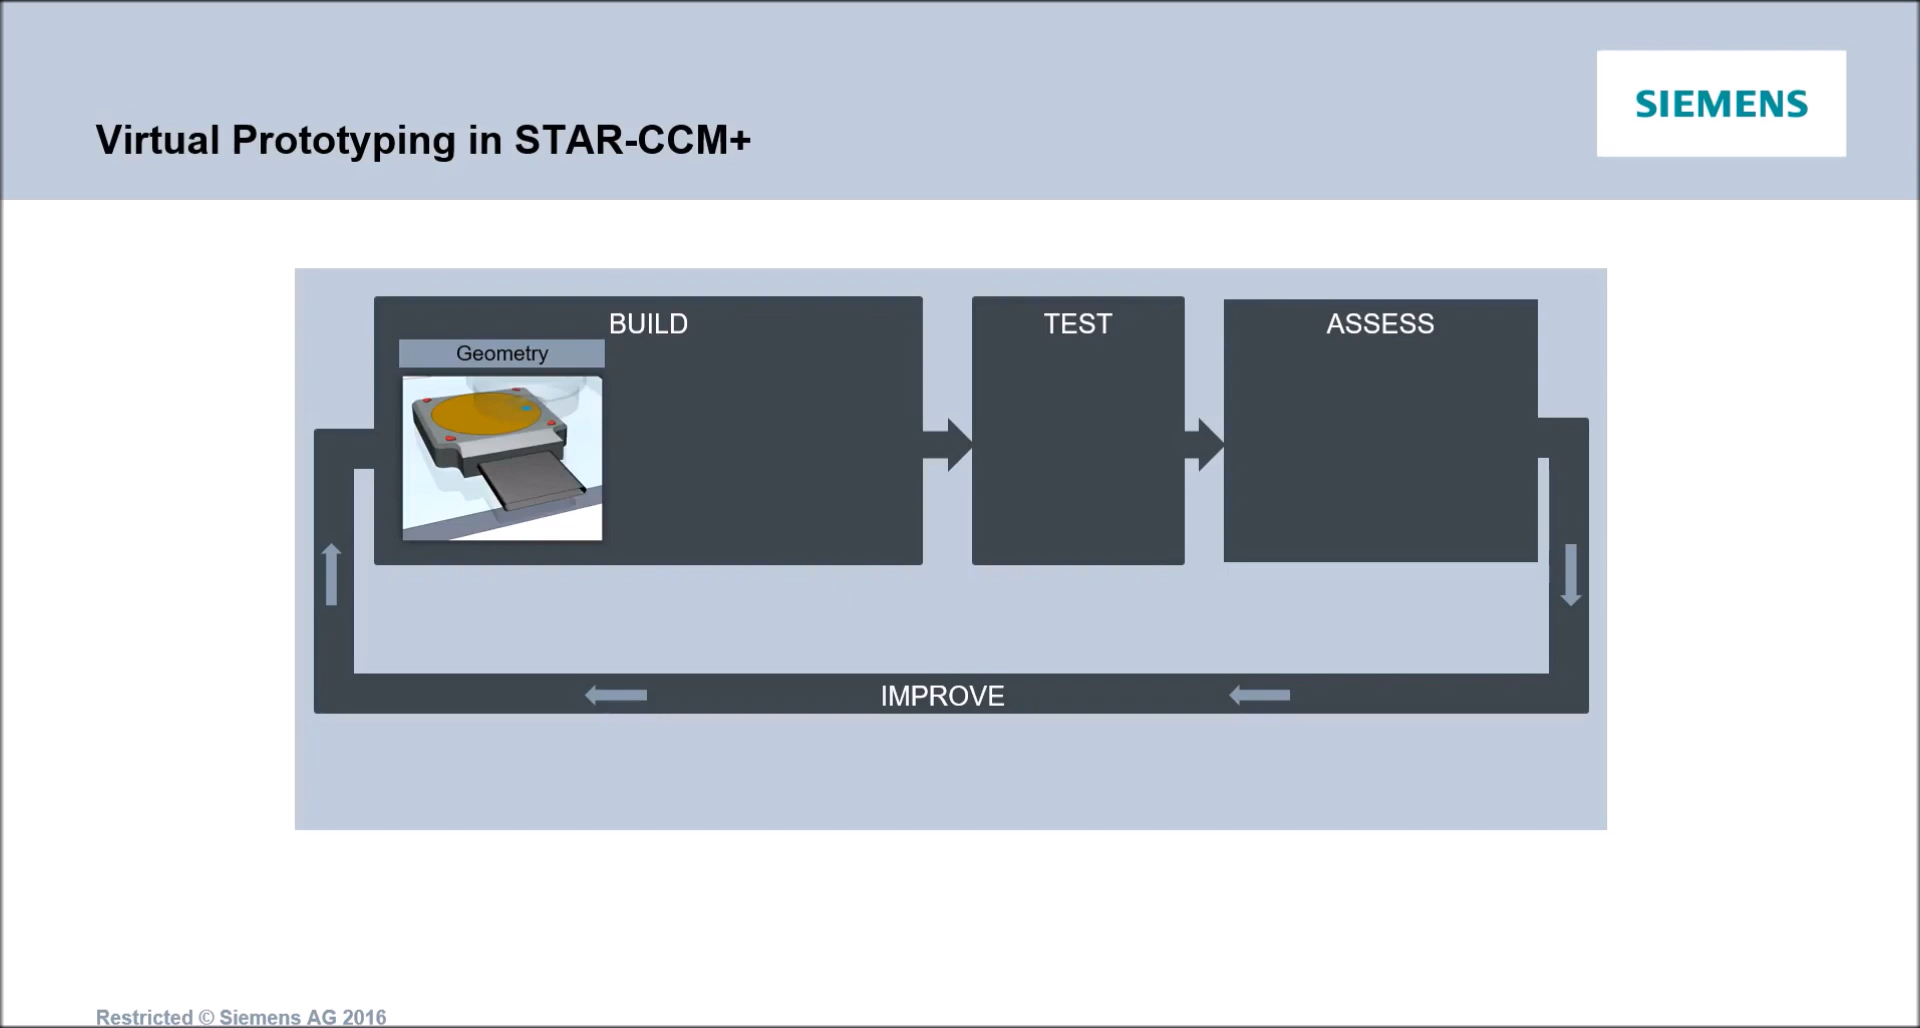 SIEMENS
Virtual Prototyping in STAR-CCM+
BUILD
TEST
ASSESS
Geometry
IMPROVE
Restricted © Siemens AG 2016